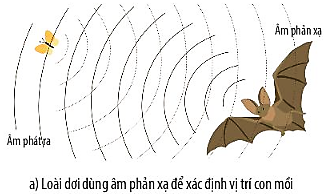 Âm phản xạ
Âm phát ra
a) Loài dơi dùng âm phản xạ để xác định vị trí con mồi